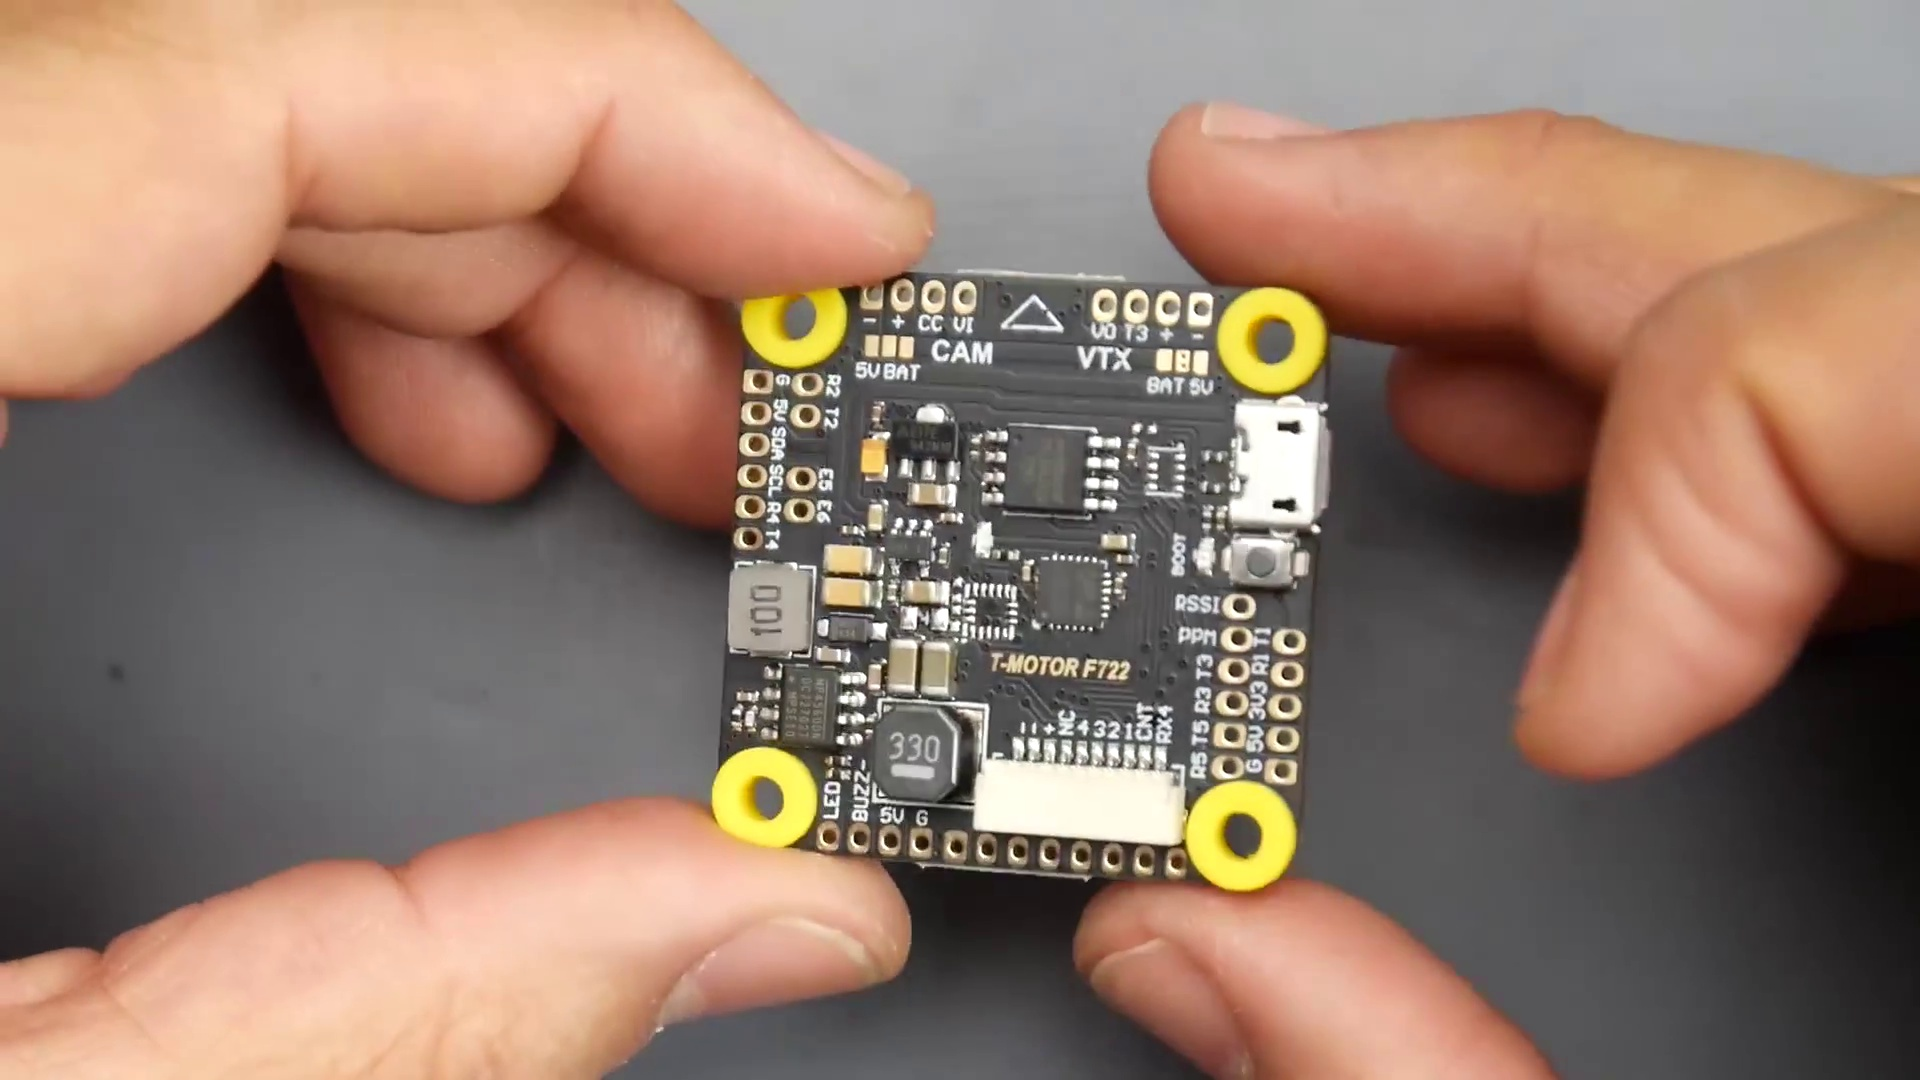 - + CC VI
VO T3 + -
CAM
VTX
5V BAT
BAT 5V
G
5V
SDA
SCL
R4
T4
R2
T2
E5
E6
BOOT
RSSI
PPM
T3
R3
T5
R5
T1
R1
3V3
5V
G
100
T-MOTOR F722
330
NC
4
3
2
1
CNT
RX4
LED
BUZZ-
5V G